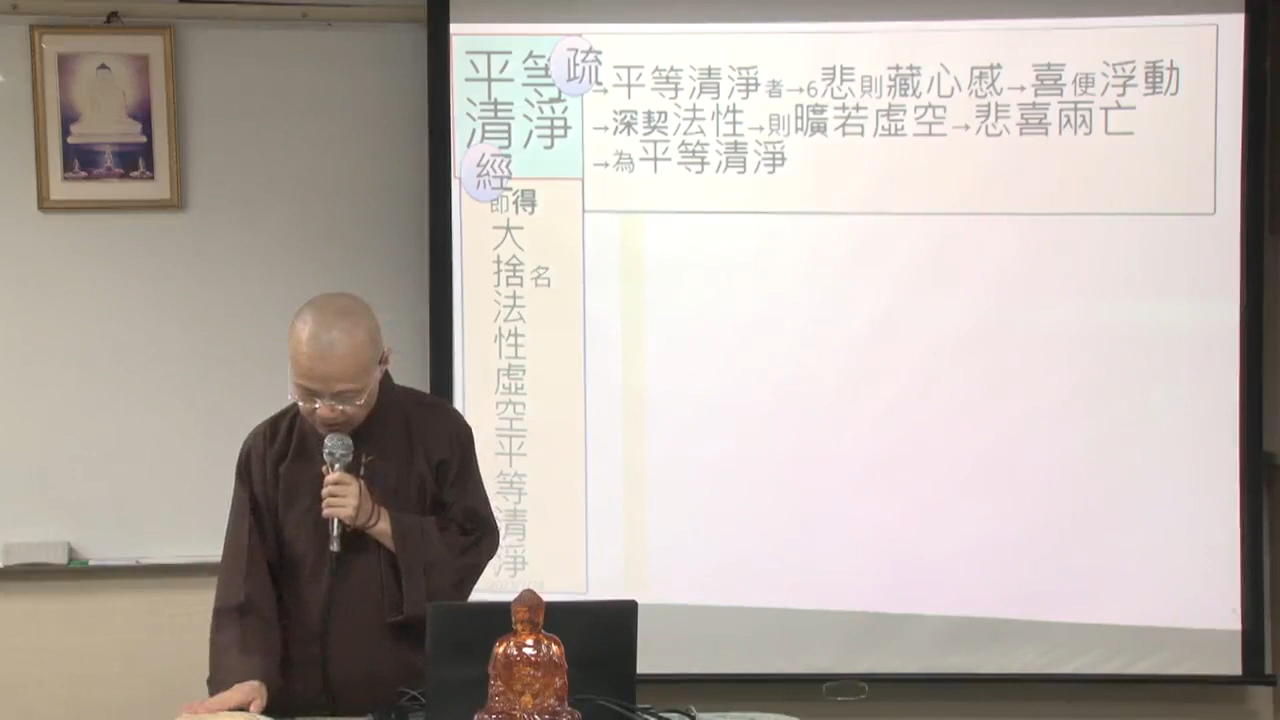 平等
清淨
疏
→平等清淨者→6悲則藏心慼→喜便浮動
→深契法性→則曠若虛空→悲喜兩亡
→為平等清淨
經
即得
大捨法性虛空平等清淨
名